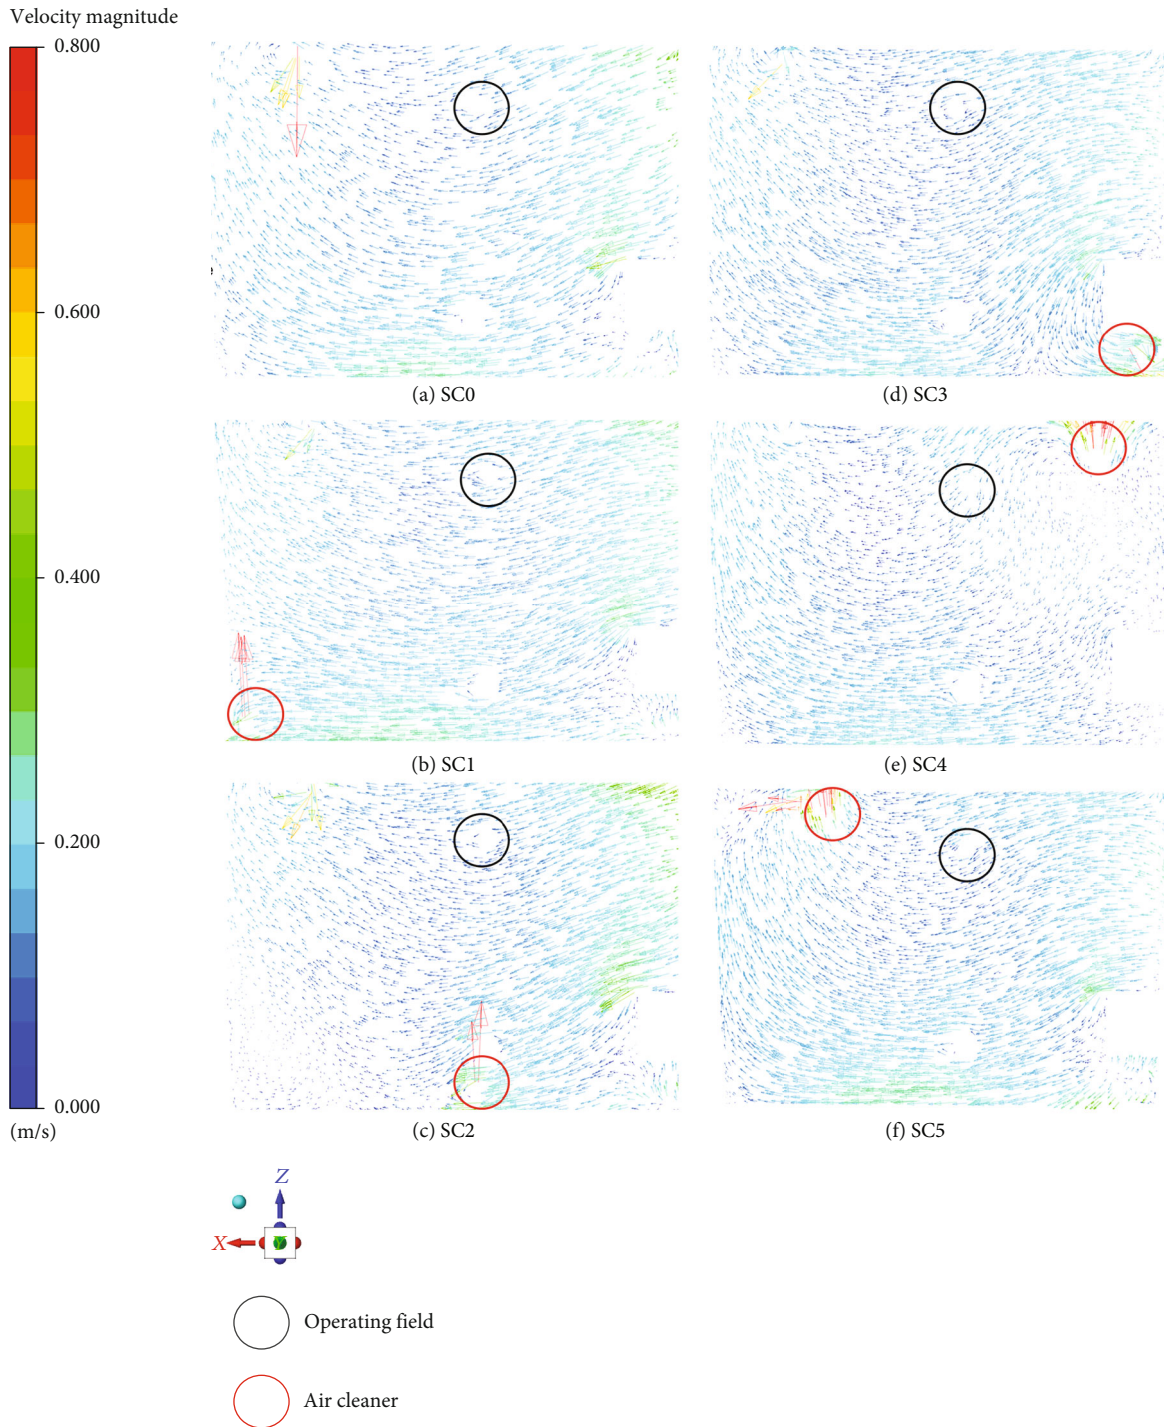 Velocity magnitude
0.800
0.600
0.400
0.200
0.000
(m/s)
(a) SC0
(d) SC3
(b) SC1
(e) SC4
(c) SC2
(f) SC5
Z
X
Operating field
Air cleaner